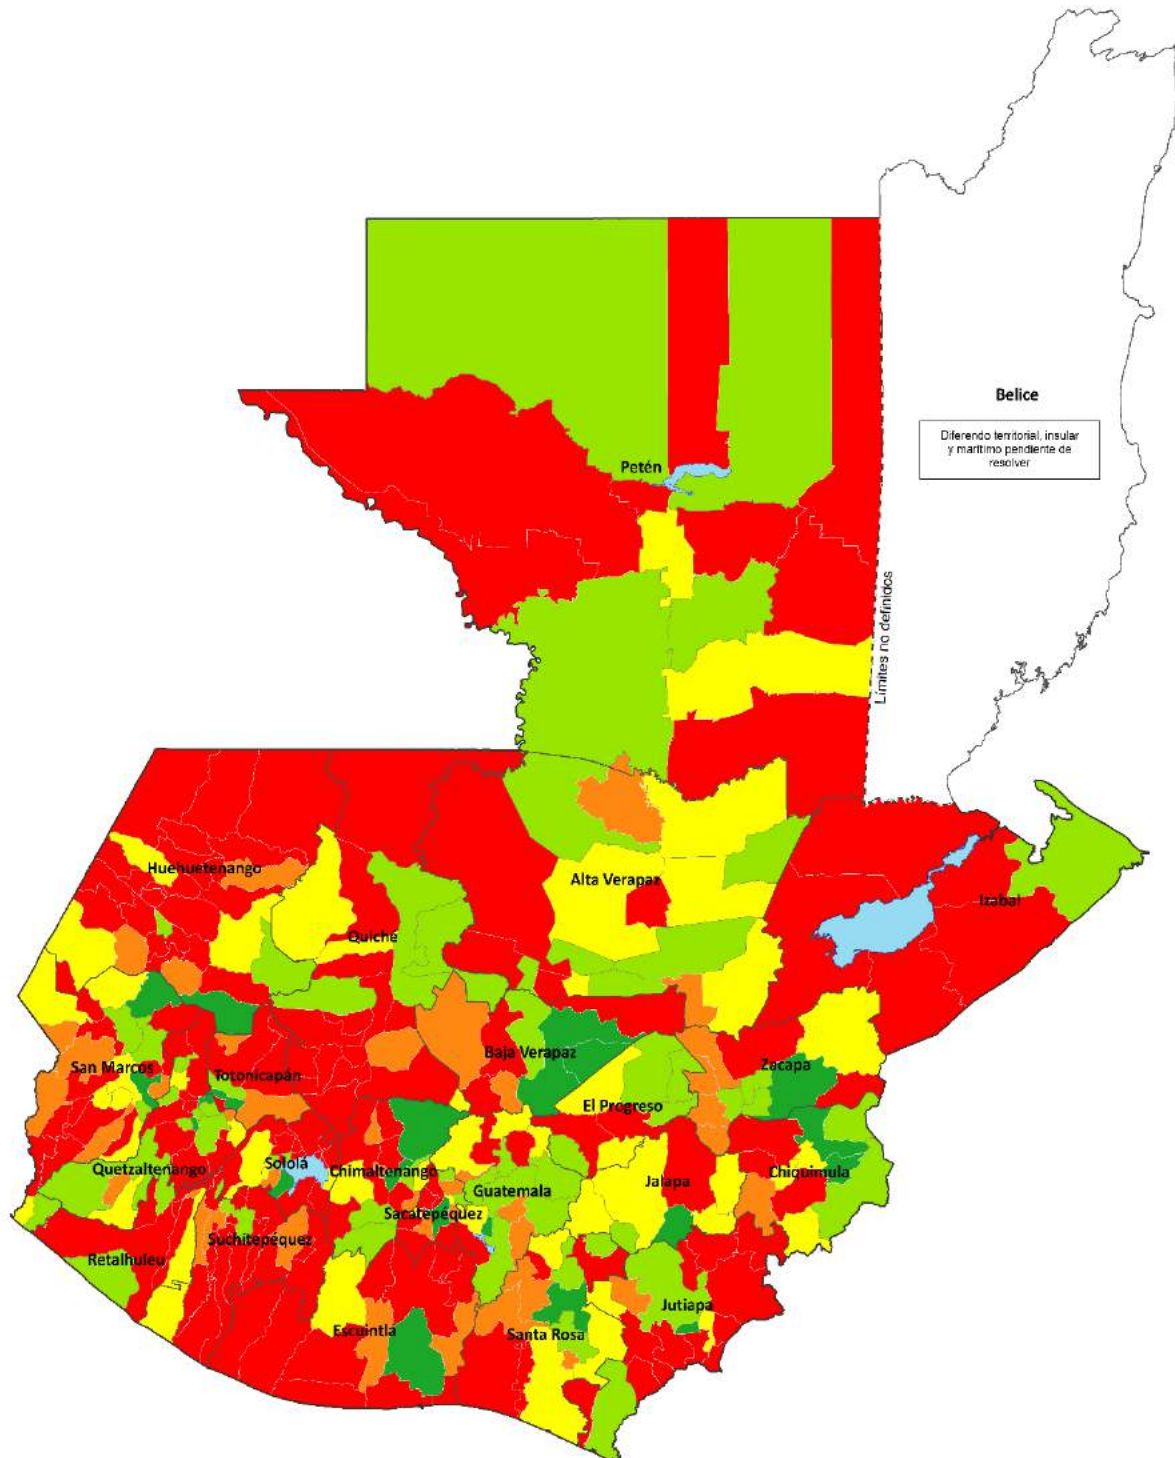 Belice
Diferendo territorial, insular
y marítimo pendiente de
resolver
Petén
Límites no definidos
Huehuetenango
Alta Verapaz
Izabal
Quiché
Baja Verapaz
Zacapa
San Marcos
Totonicapán
El Progreso
Quetzaltenango
Sololá
Chimaltenango
Chiquimula
Jalapa
Guatemala
Sacatepéquez
Suchitepéquez
Retalhuleu
Jutiapa
Escuintla
Santa Rosa